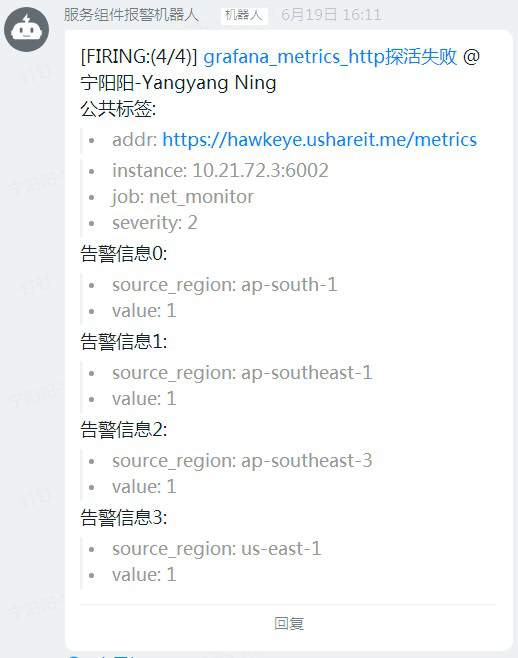 服务组件报警机器人 机器人 6月19日 16:11
[FIRING:(4/4)] grafana_metrics_http探活失败 @
宁阳阳-Yangyang Ning
公共标签:
• addr: https://hawkeye.ushareit.me/metrics
• instance: 10.21.72.3:6002
• job: net_monitor
• severity: 2
告警信息0:
• source_region: ap-south-1
• value: 1
告警信息1:
• source_region: ap-southeast-1
• value: 1
告警信息2:
• source_region: ap-southeast-3
• value: 1
告警信息3:
• source_region: us-east-1
• value: 1
回复